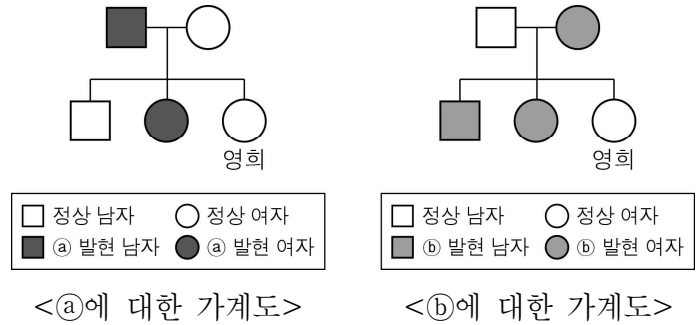 영희
영희
정상 남자 정상 여자
ⓐ 발현 남자 ⓐ 발현 여자
정상 남자 정상 여자
ⓑ 발현 남자 ⓑ 발현 여자
<ⓐ에 대한 가계도>
<ⓑ에 대한 가계도>